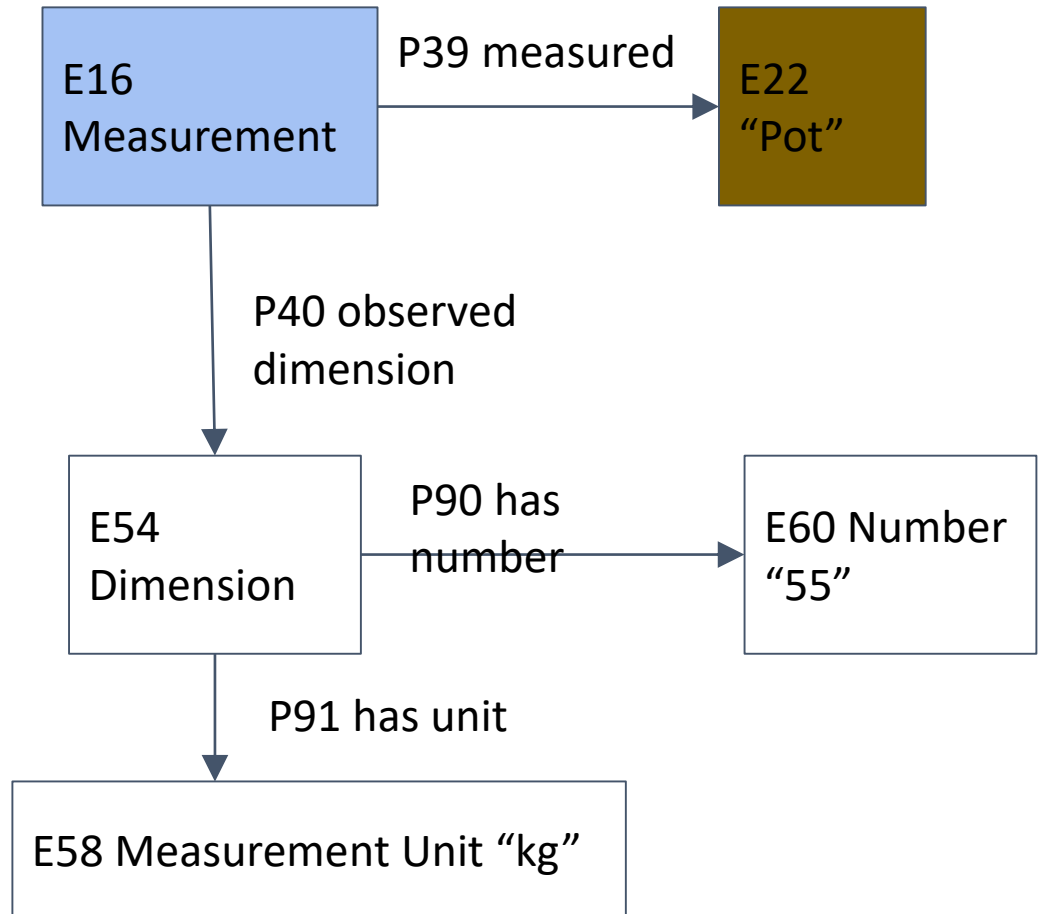 E16
Measurement
P39 measured
E22
“Pot”
P40 observed
dimension
E54
Dimension
P90 has
number
E60 Number
“55”
P91 has unit
E58 Measurement Unit “kg”